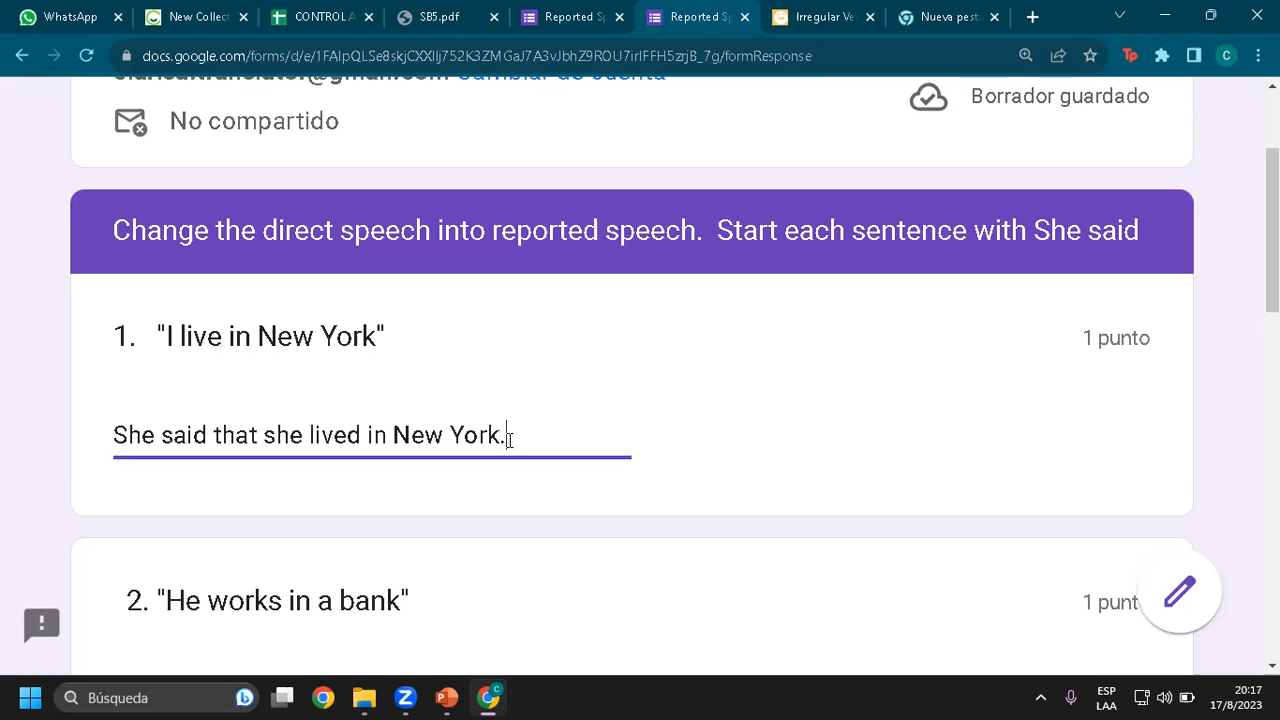 WhatsApp
New Collect
CONTROL A
SB5.pdf
Reported Sp
Reported Sp
Irregular Ve
Nueva pest
docs.google.com/forms/d/e/1FAIpQLSe8skjCXXlIj752K3ZMGaJ7A3vJbhZ9ROU7irIFFH5zrjB_7g/formResponse
Borrador guardado
No compartido
Change the direct speech into reported speech. Start each sentence with She said
1. "I live in New York"
1 punto
She said that she lived in New York.
2. "He works in a bank"
1 punt
Búsqueda
ESP
LAA
20:17
17/8/2023